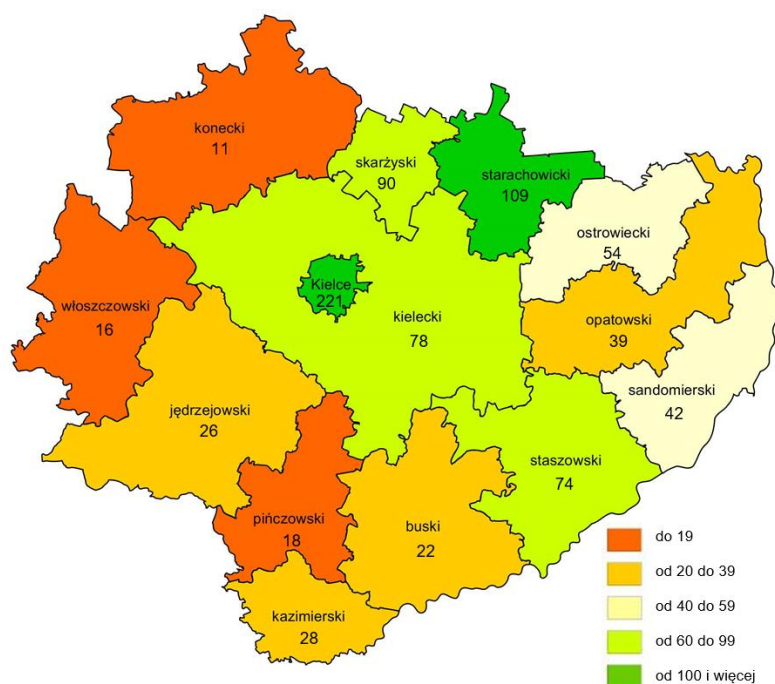 konecki
11
skarżyski
90
starachowicki
109
ostrowiecki
54
Kielce
221
włoszczowski
16
kielecki
78
opatowski
39
sandomierski
42
jędrzejowski
26
staszowski
74
pińczowski
18
buski
22
kazimierski
28
do 19
od 20 do 39
od 40 do 59
od 60 do 99
od 100 i więcej